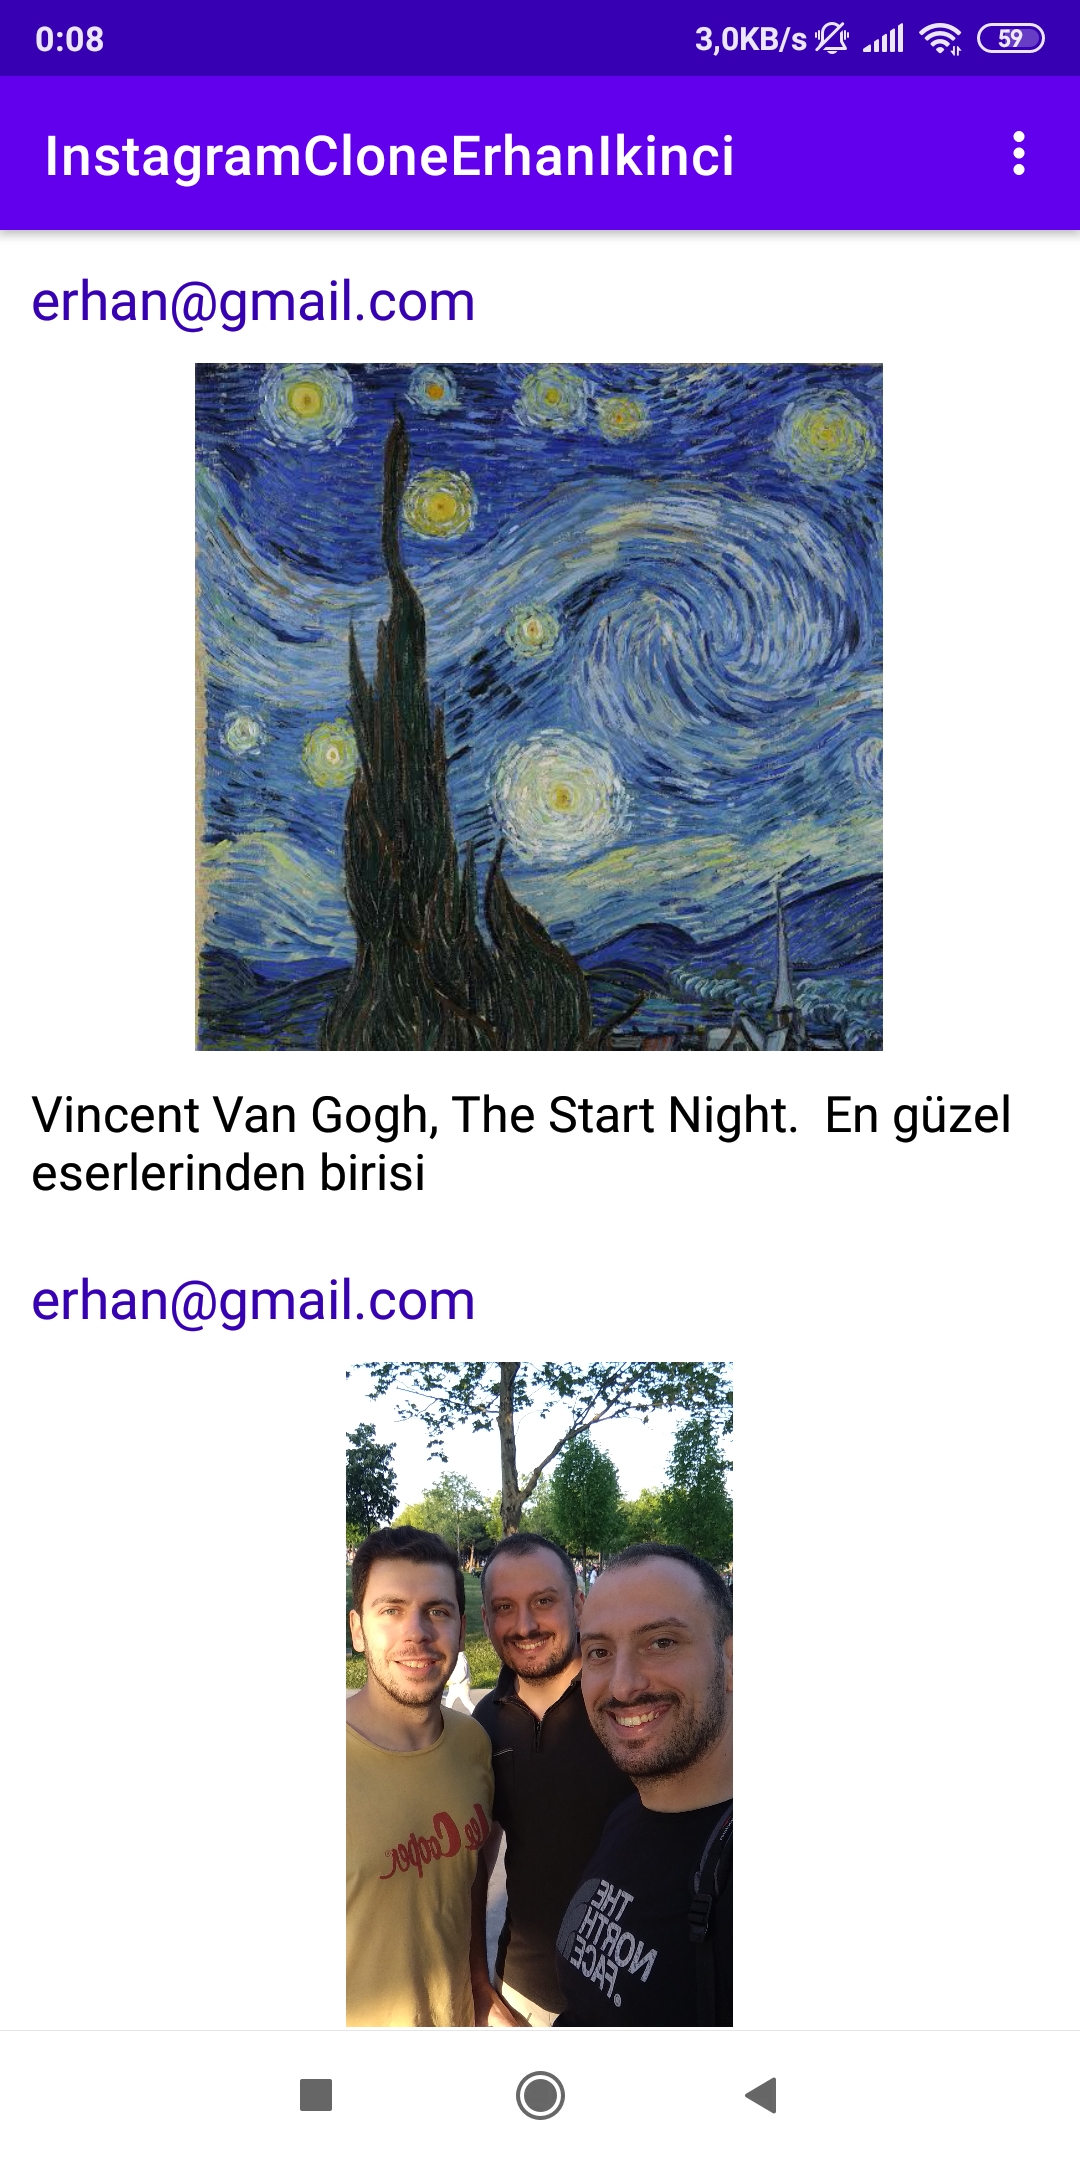 0:08 3,0KB/s 59
InstagramCloneErhanIkinci
erhan@gmail.com
Vincent Van Gogh, The Start Night.  En güzel
eserlerinden birisi
erhan@gmail.com
Lee Cooper
THE
NORTH
FACE